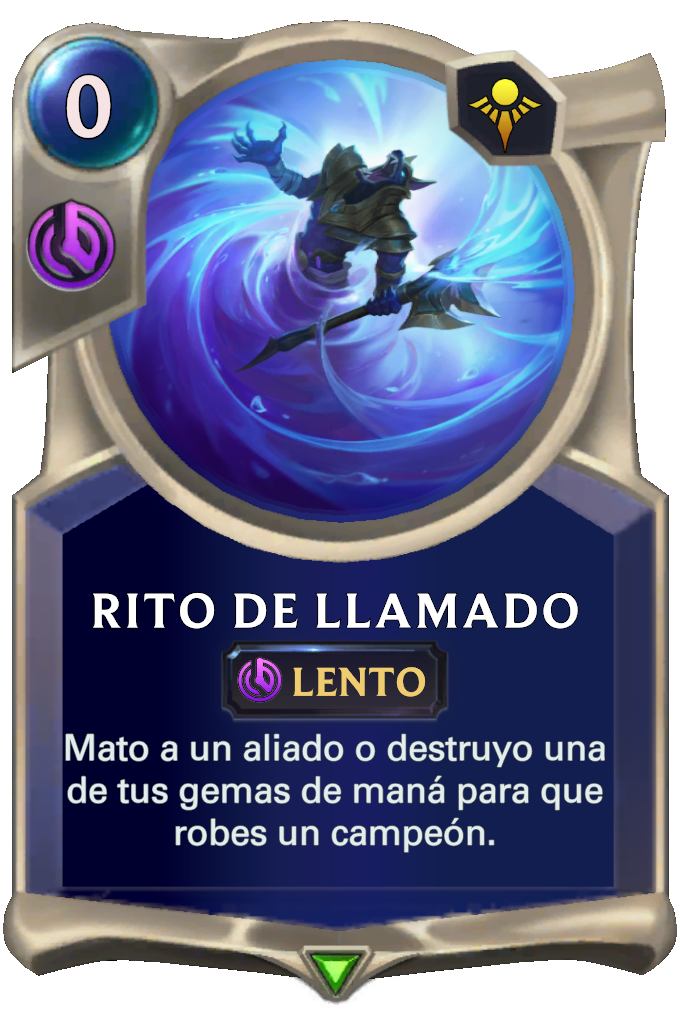 0
RITO DE LLAMADO
LENTO
Mato a un aliado o destruyo una
de tus gemas de maná para que
robes un campeón.